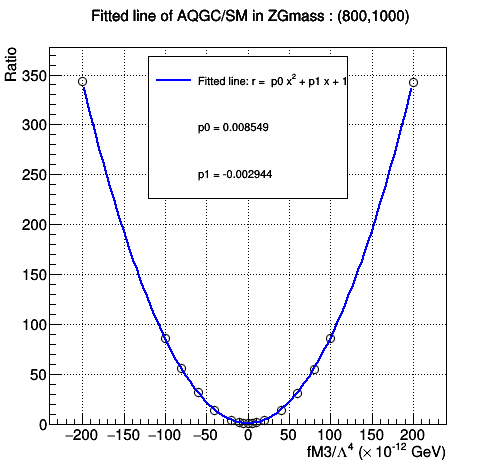 Fitted line of AQGC/SM in ZGmass : (800,1000)
Ratio
Fitted line: r = p0 x² + p1 x + 1
p0 = 0.008549
p1 = -0.002944
350
300
250
200
150
100
50
0
−200 −150 −100 −50 0 50 100 150 200
fM3/Λ⁴ (× 10⁻¹² GeV)